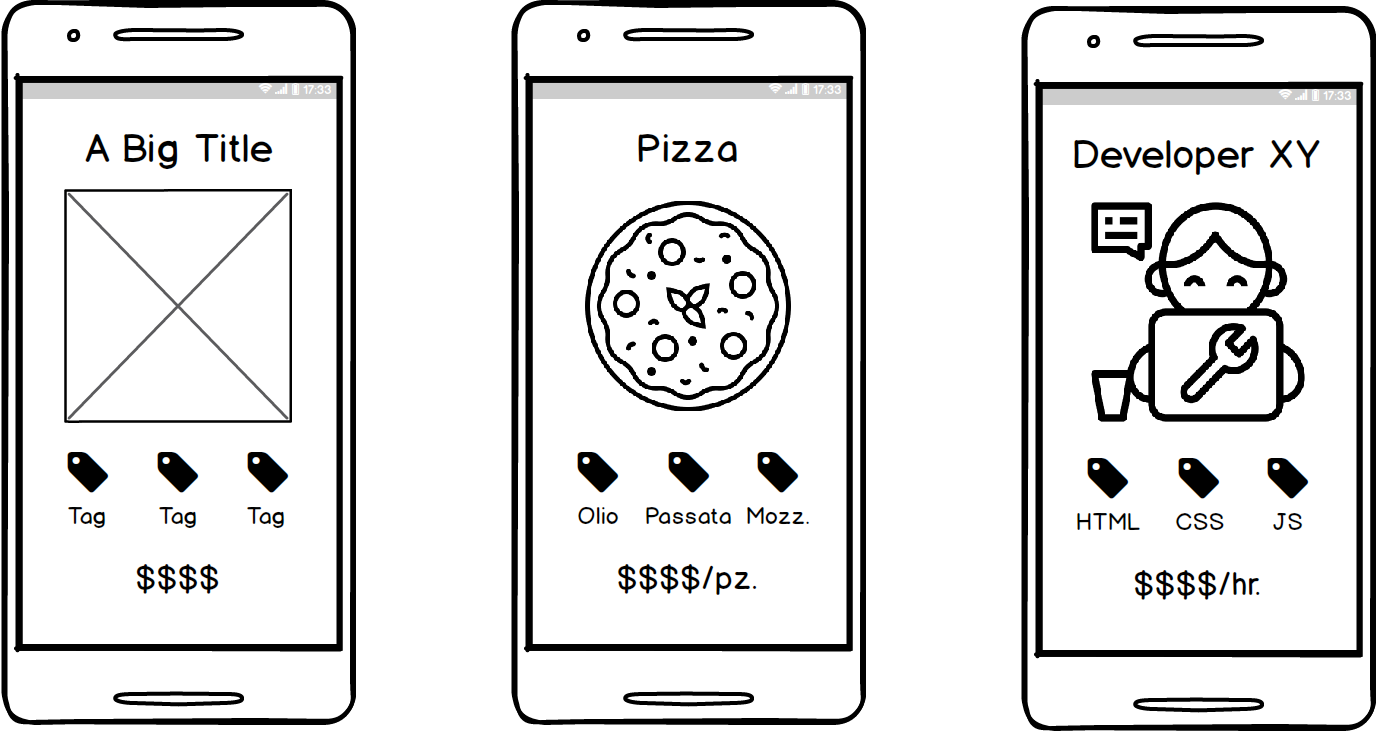 17:33
A Big Title
Tag Tag Tag
$$$$
17:33
Pizza
Olio Passata Mozz.
$$$$/pz.
17:33
Developer XY
HTML CSS JS
$$$$/hr.